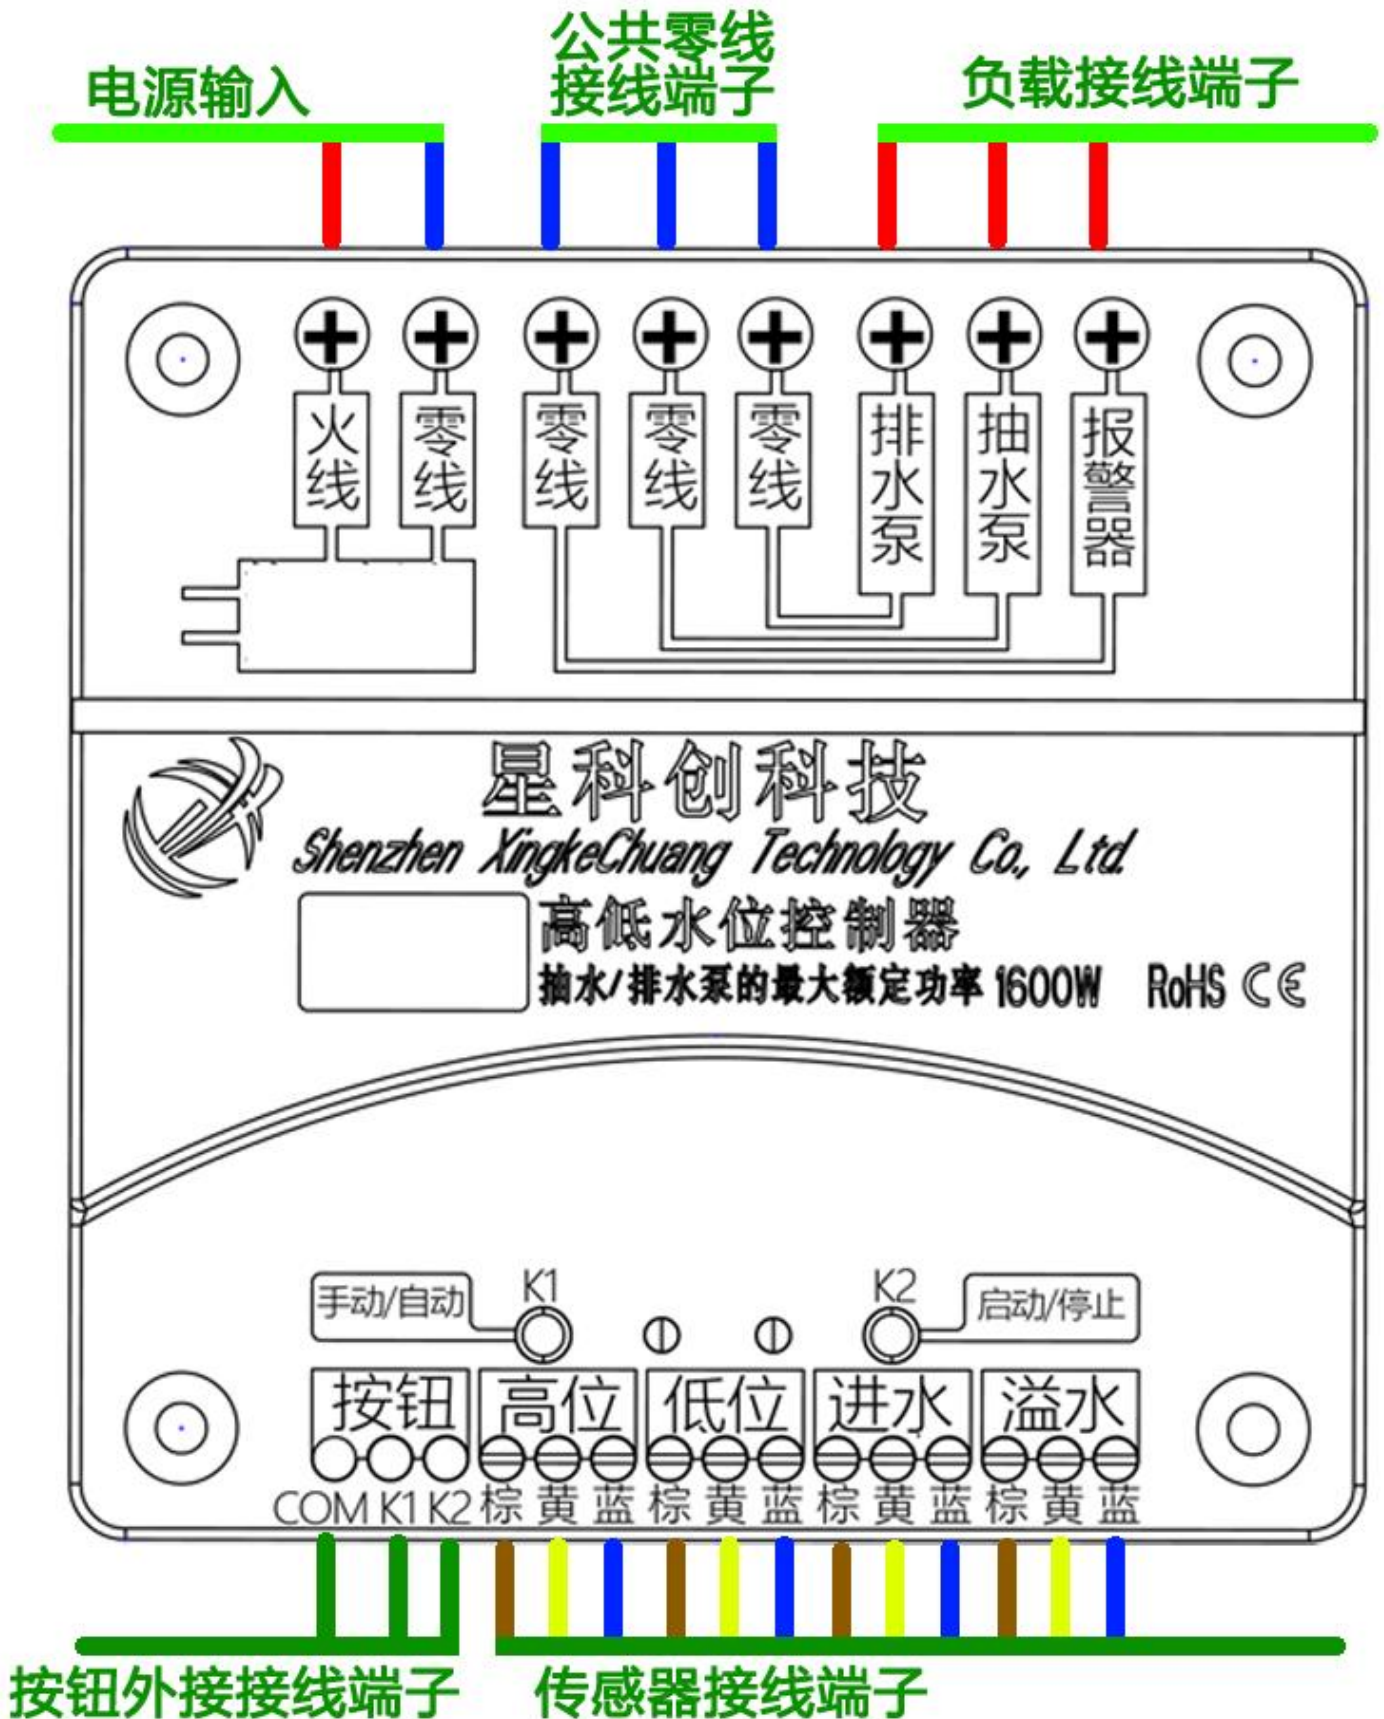 公共零线
电源输入
接线端子
负载接线端子
火线
零线
零线
零线
零线
排水泵
抽水泵
报警器
星科创科技
Shenzhen XingkeChuang Technology Co., Ltd.
高低水位控制器
抽水/排水泵的最大额定功率1600W RoHS CE
手动/自动
K1
K2
启动/停止
按钮 高位 低位 进水 溢水
COM K1 K2 棕 黄 蓝 棕 黄 蓝 棕 黄 蓝 棕 黄 蓝
按钮外接接线端子
传感器接线端子